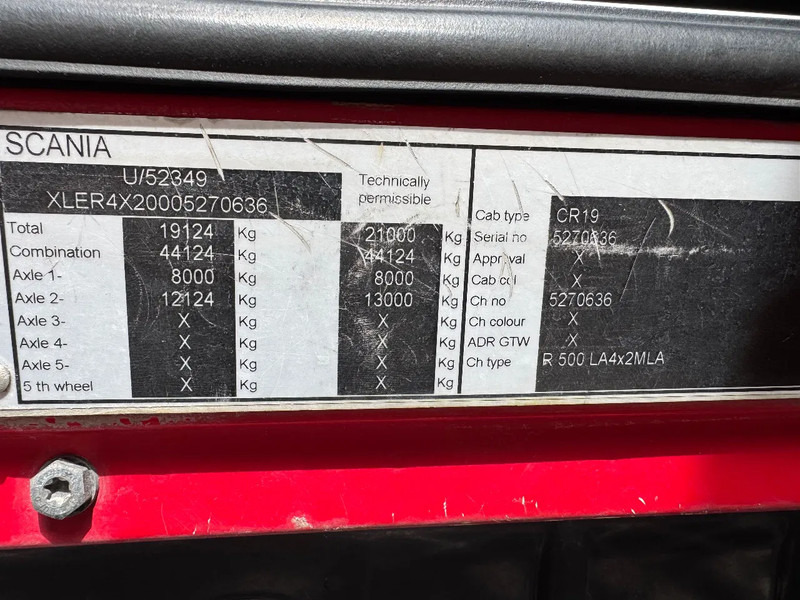 SCANIA
U/52349
XLER4X20005270636
Technically
permissible
Total 19124 Kg 21000 Kg
Combination 44124 Kg 44124 Kg
Axle 1- 8000 Kg 8000 Kg
Axle 2- 12124 Kg 13000 Kg
Axle 3- X Kg X Kg
Axle 4- X Kg X Kg
Axle 5- X Kg X Kg
5 th wheel X Kg X Kg
Cab type CR19
Serial no 5270636
Approval X
Cab col X
Ch no 5270636
Ch colour X
ADR GTW X
Ch type R 500 LA4x2MLA